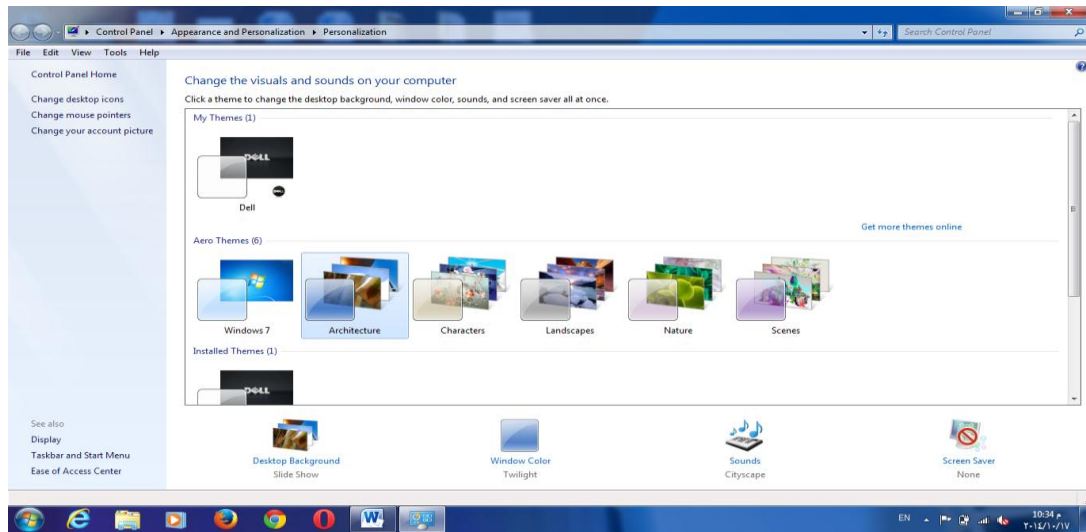 Control Panel ▸ Appearance and Personalization ▸ Personalization
Search Control Panel
File Edit View Tools Help
Control Panel Home
Change desktop icons
Change mouse pointers
Change your account picture
Change the visuals and sounds on your computer
Click a theme to change the desktop background, window color, sounds, and screen saver all at once.
My Themes (1)
DELL
Dell
Get more themes online
Aero Themes (6)
Windows 7
Architecture
Characters
Landscapes
Nature
Scenes
Installed Themes (1)
DELL
See also
Display
Taskbar and Start Menu
Ease of Access Center
Desktop Background
Slide Show
Window Color
Twilight
Sounds
Cityscape
Screen Saver
None
EN
10:34 م
٢٠١٤/١٠/١٧